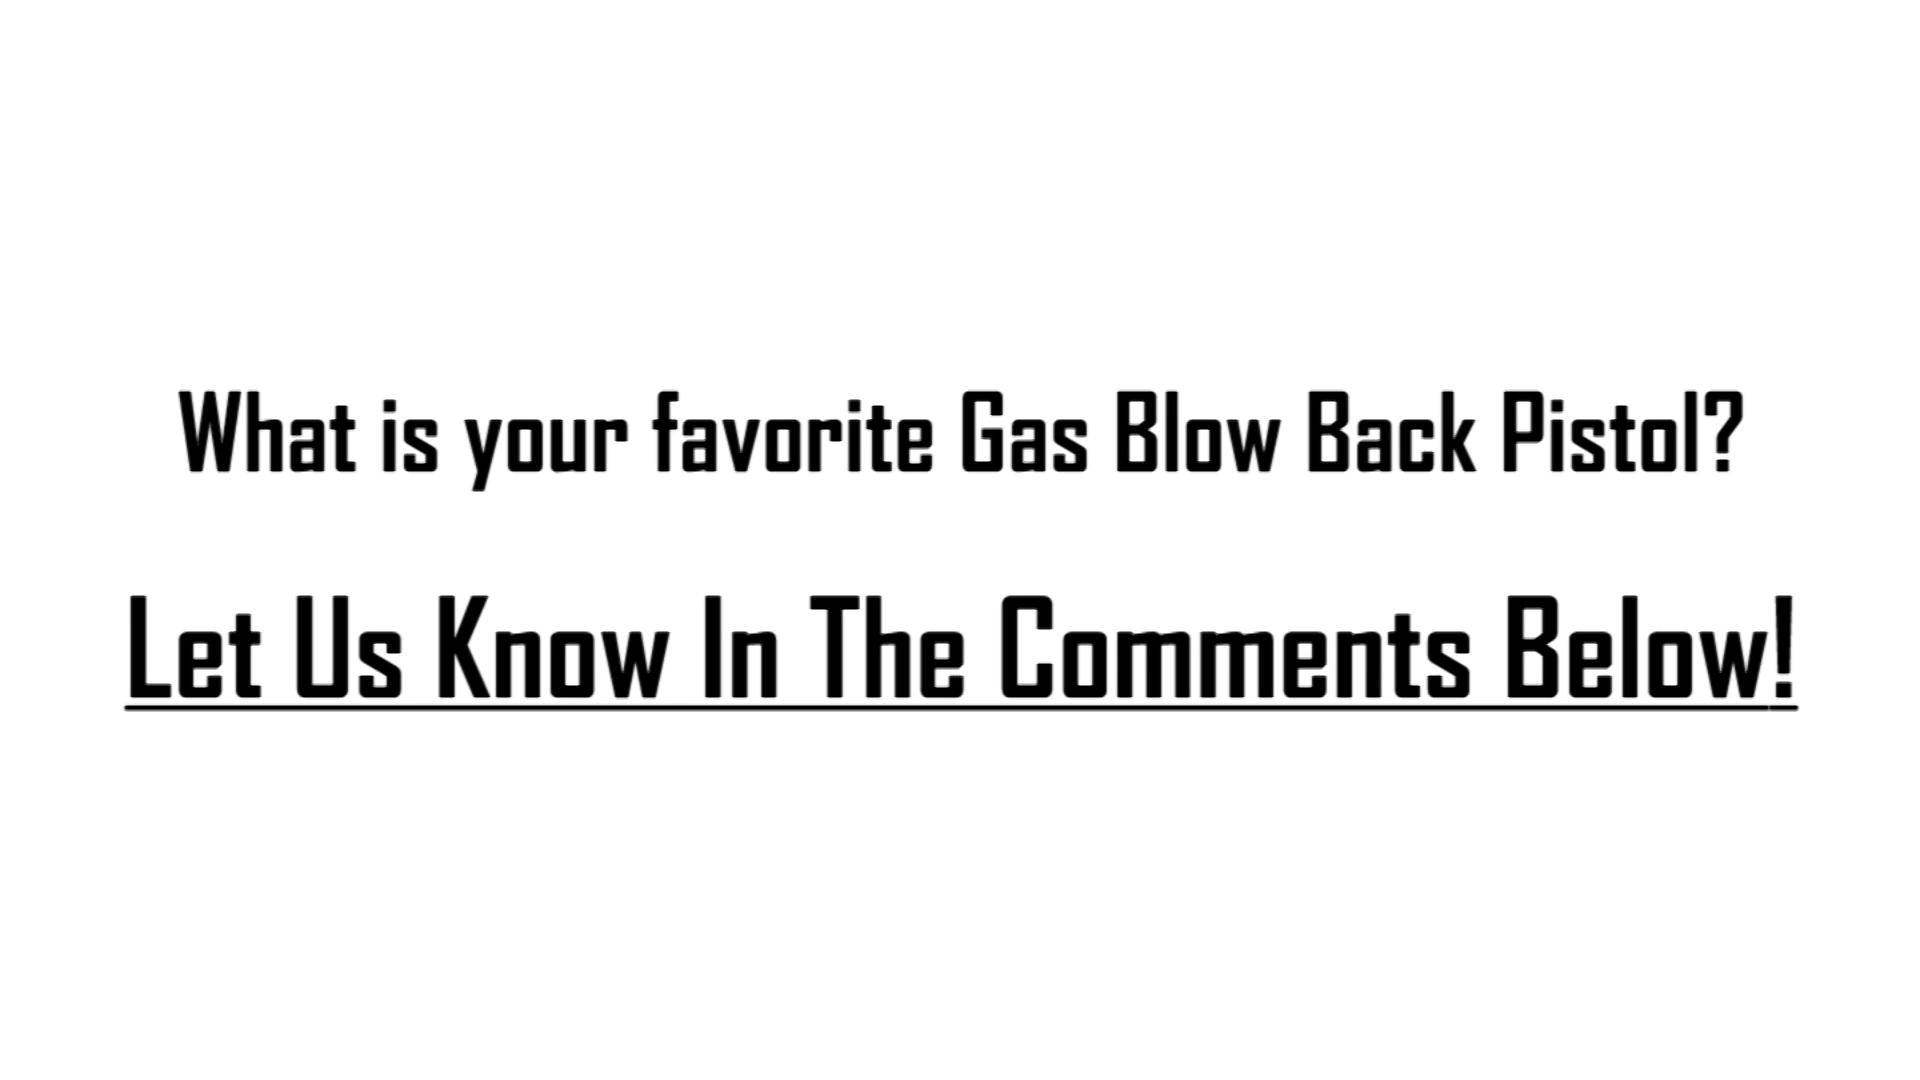 What is your favorite Gas Blow Back Pistol?
Let Us Know In The Comments Below!